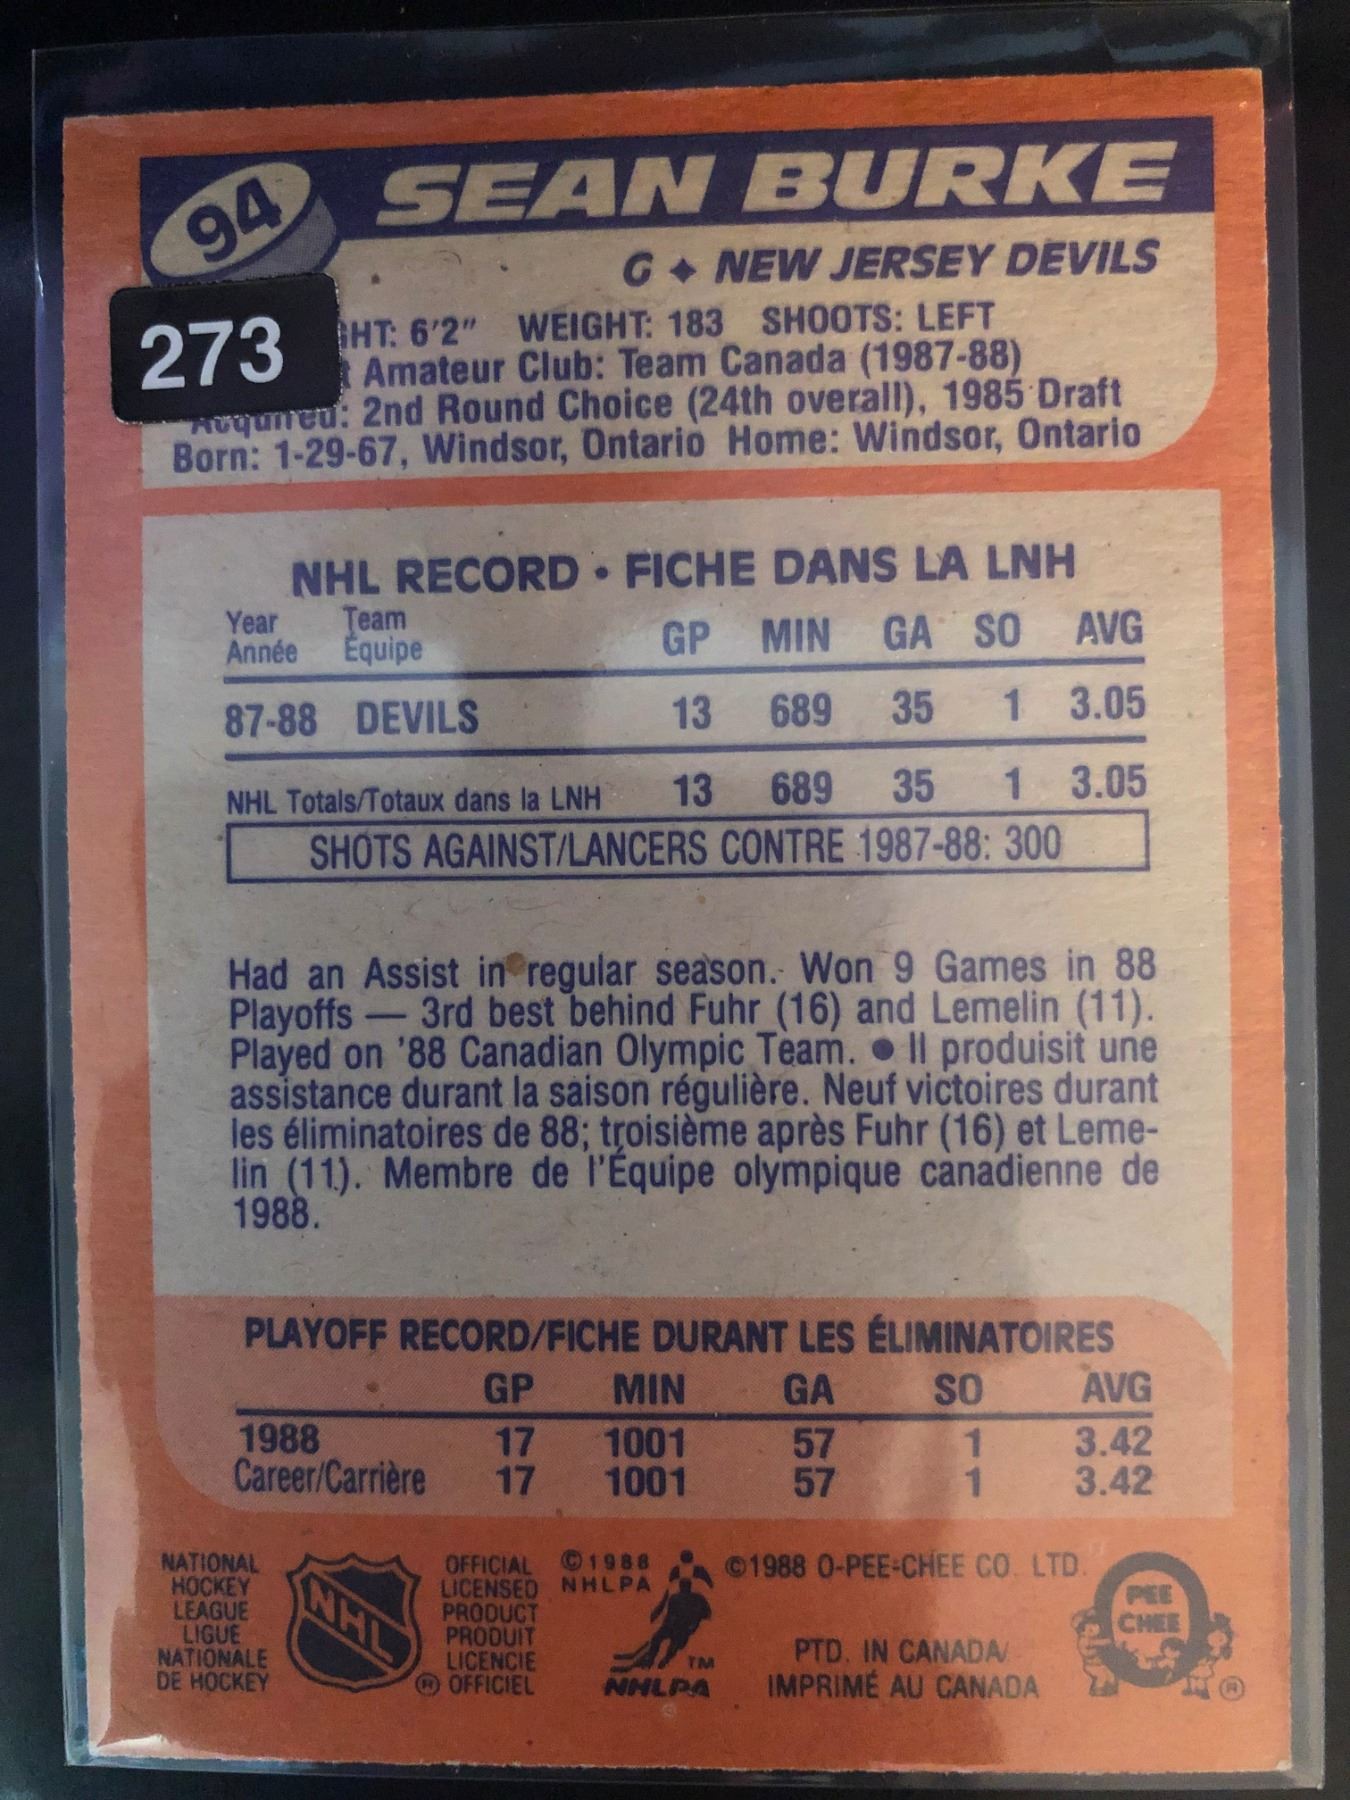 94 SEAN BURKE
G ♦ NEW JERSEY DEVILS
273
GHT: 6'2" WEIGHT: 183 SHOOTS: LEFT
t Amateur Club: Team Canada (1987-88)
Acquired: 2nd Round Choice (24th overall), 1985 Draft
Born: 1-29-67, Windsor, Ontario Home: Windsor, Ontario
NHL RECORD • FICHE DANS LA LNH
Year Team
Année Équipe GP MIN GA SO AVG
87-88 DEVILS 13 689 35 1 3.05
NHL Totals/Totaux dans la LNH 13 689 35 1 3.05
SHOTS AGAINST/LANCERS CONTRE 1987-88: 300
Had an Assist in regular season. Won 9 Games in 88
Playoffs — 3rd best behind Fuhr (16) and Lemelin (11).
Played on '88 Canadian Olympic Team. ● Il produisit une
assistance durant la saison régulière. Neuf victoires durant
les éliminatoires de 88; troisième après Fuhr (16) et Leme-
lin (11). Membre de l'Équipe olympique canadienne de
1988.
PLAYOFF RECORD/FICHE DURANT LES ÉLIMINATOIRES
GP MIN GA SO AVG
1988 17 1001 57 1 3.42
Career/Carrière 17 1001 57 1 3.42
NATIONAL
HOCKEY
LEAGUE
LIGUE
NATIONALE
DE HOCKEY
NHL
®
OFFICIAL
LICENSED
PRODUCT
PRODUIT
LICENCIE
OFFICIEL
©1988
NHLPA
TM
NHLPA
©1988 O-PEE-CHEE CO. LTD.
PTD. IN CANADA/
IMPRIMÉ AU CANADA
PEE
CHEE
®